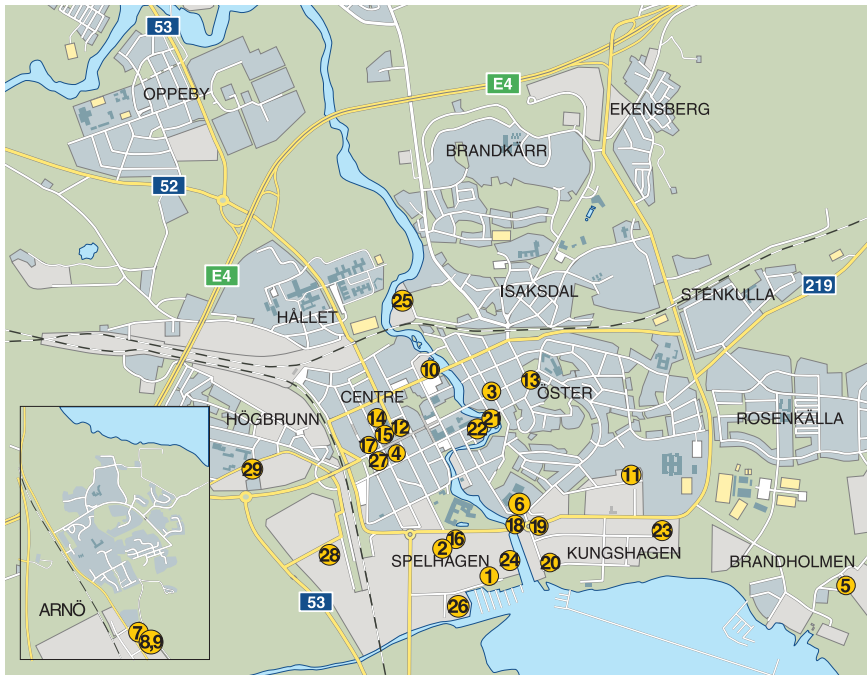 53
OPPEBY
E4
EKENSBERG
BRANDKÄRR
52
E4
ISAKSDAL
STENKULLA
219
25
HÅLLET
10
13
3
ÖSTER
CENTRE
14
12
21
HÖGBRUNN
15
22
ROSENKÄLLA
17
4
27
29
11
6
18
19
23
16
2
SPELHAGEN
KUNGSHAGEN
28
24
20
BRANDHOLMEN
1
5
53
26
ARNÖ
7
8,9